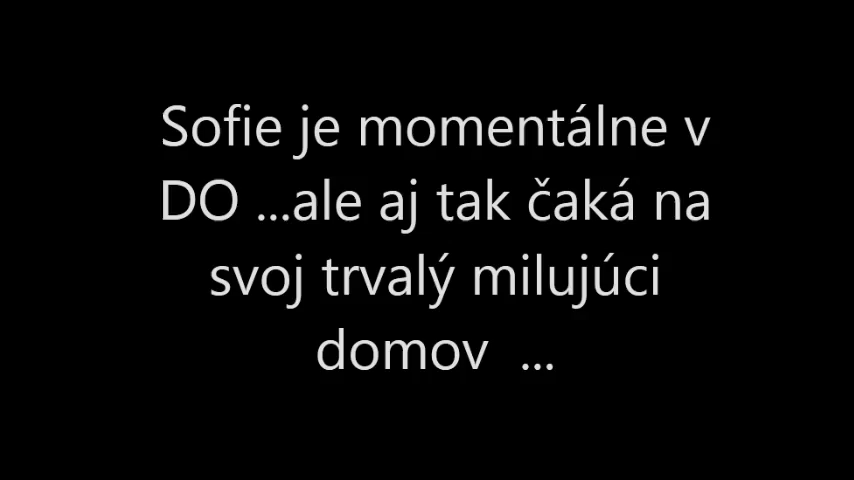 Sofie je momentálne v
DO ...ale aj tak čaká na
svoj trvalý milujúci
domov  ...